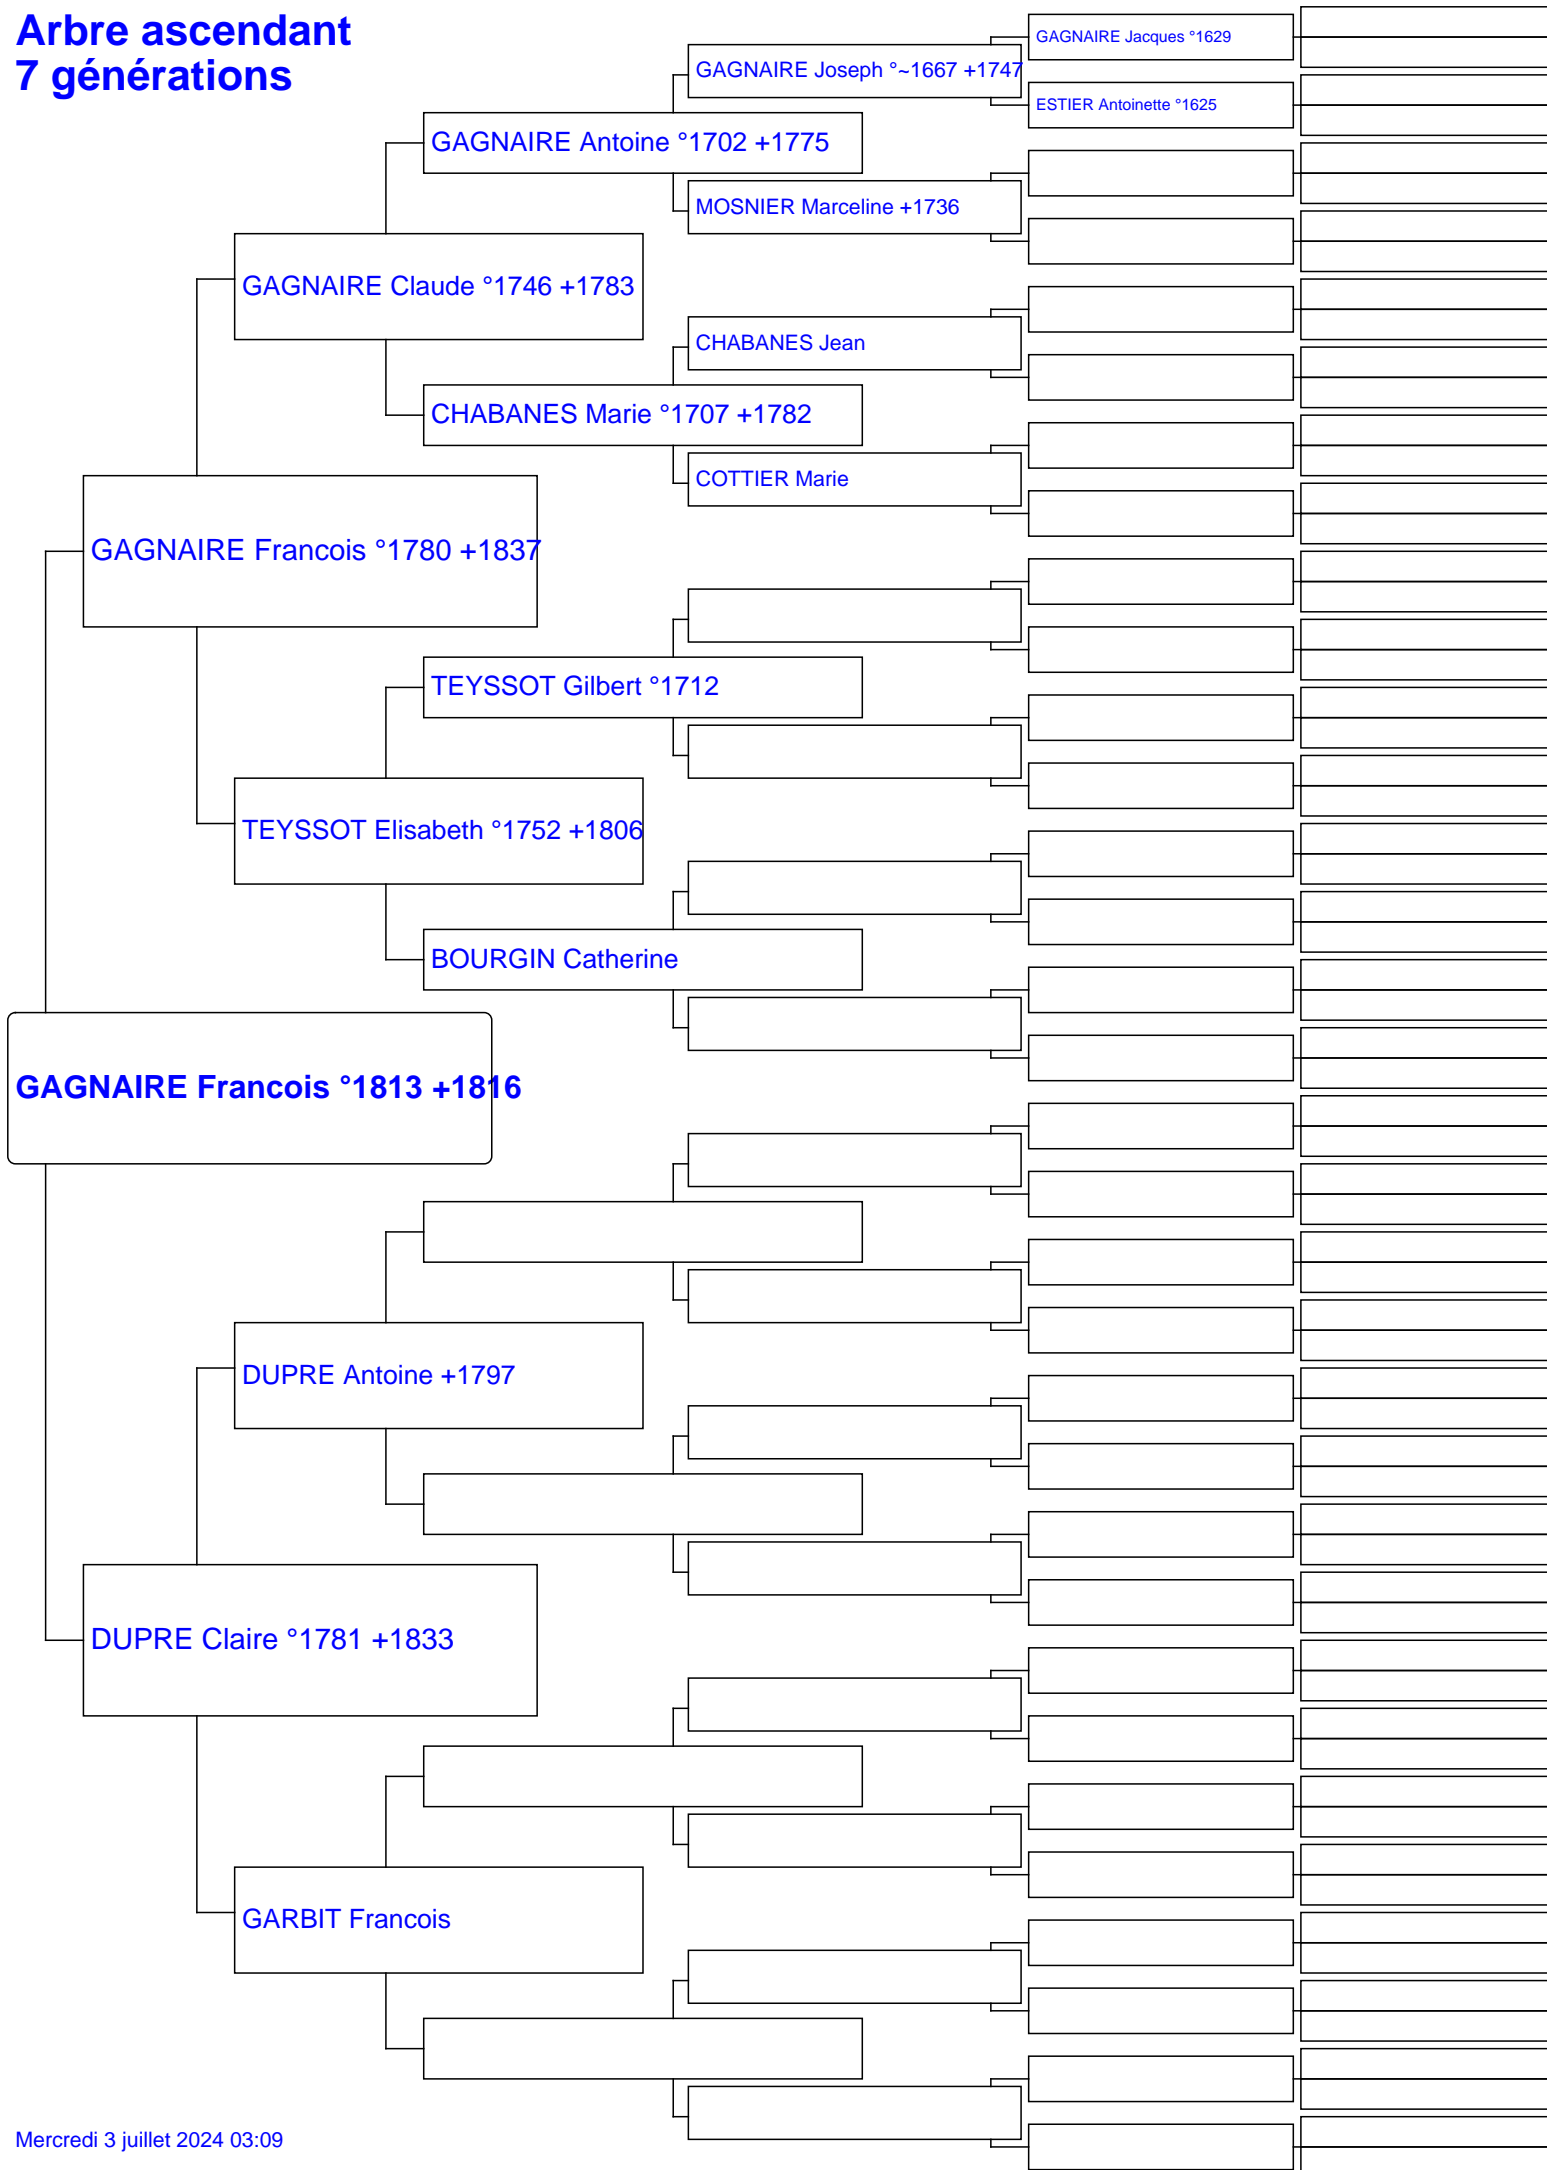 Arbre ascendant
7 générations
GAGNAIRE Jacques °1629
GAGNAIRE Joseph °~1667 +1747
ESTIER Antoinette °1625
GAGNAIRE Antoine °1702 +1775
MOSNIER Marceline +1736
GAGNAIRE Claude °1746 +1783
CHABANES Jean
CHABANES Marie °1707 +1782
COTTIER Marie
GAGNAIRE Francois °1780 +1837
TEYSSOT Gilbert °1712
TEYSSOT Elisabeth °1752 +1806
BOURGIN Catherine
GAGNAIRE Francois °1813 +1816
DUPRE Antoine +1797
DUPRE Claire °1781 +1833
GARBIT Francois
Mercredi 3 juillet 2024 03:09